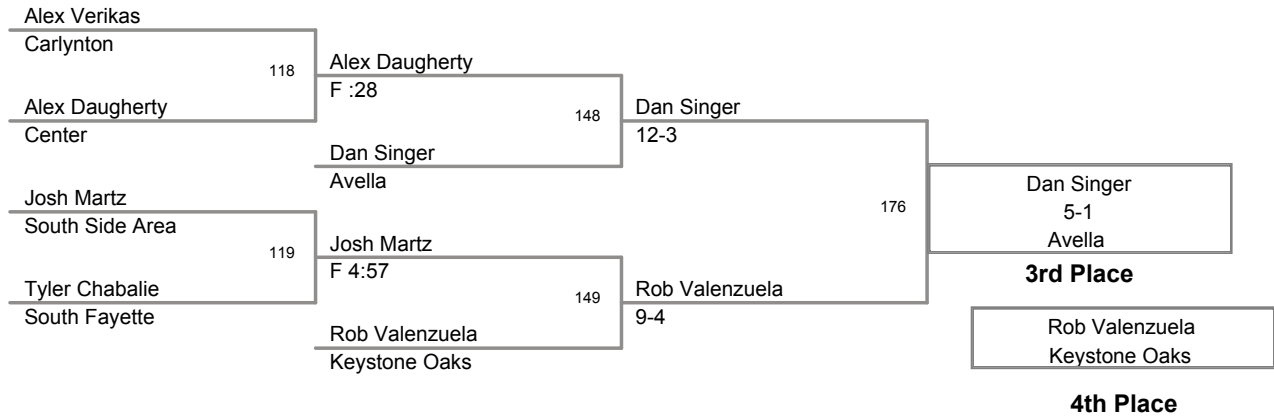 Alex Verikas
Carlynton
118
Alex Daugherty
F :28
Alex Daugherty
Center
148
Dan Singer
12-3
Dan Singer
Avella
Josh Martz
South Side Area
176
Dan Singer
5-1
Avella
119
Josh Martz
F 4:57
3rd Place
Tyler Chabalie
South Fayette
149
Rob Valenzuela
9-4
Rob Valenzuela
Keystone Oaks
Rob Valenzuela
Keystone Oaks
4th Place